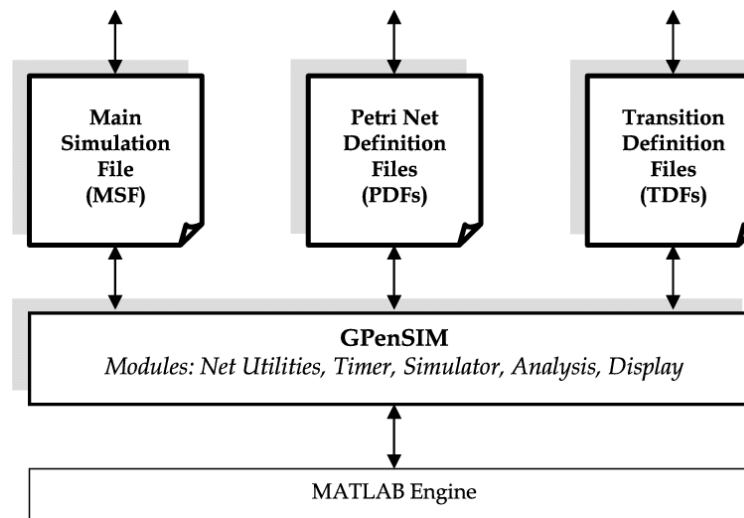 Main
Simulation
File
(MSF)
Petri Net
Definition
Files
(PDFs)
Transition
Definition
Files
(TDFs)
GPenSIM
Modules: Net Utilities, Timer, Simulator, Analysis, Display
MATLAB Engine